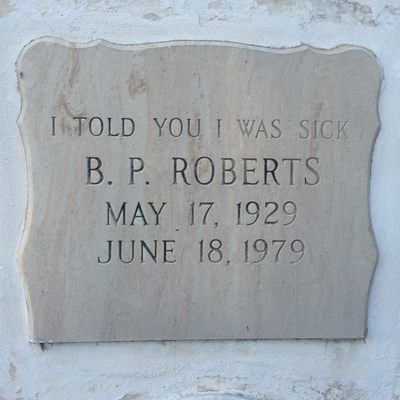 I TOLD YOU I WAS SICK
B. P. ROBERTS
MAY 17, 1929
JUNE 18, 1979